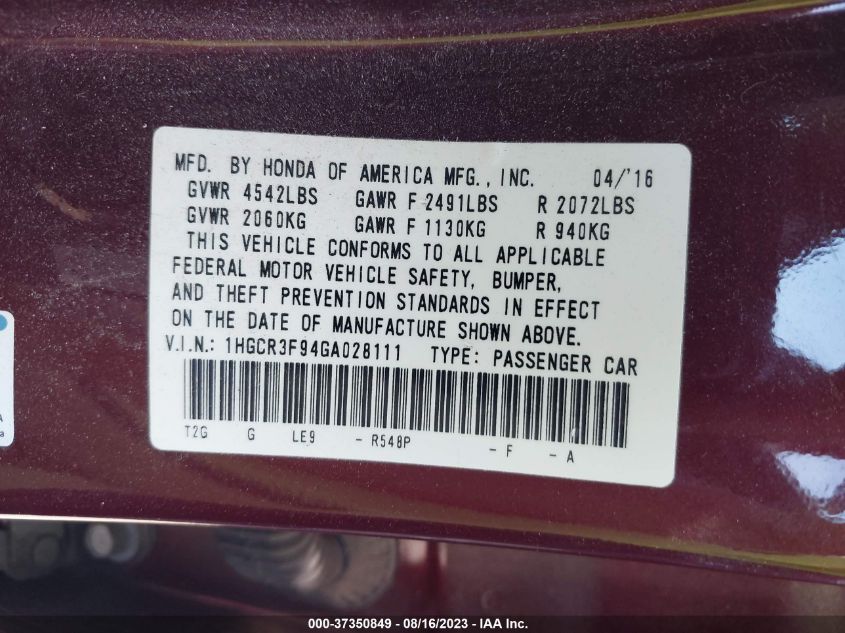 MFD. BY HONDA OF AMERICA MFG., INC. 04/'16
GVWR 4542LBS GAWR F 2491LBS R 2072LBS
GVWR 2060KG GAWR F 1130KG R 940KG
THIS VEHICLE CONFORMS TO ALL APPLICABLE
FEDERAL MOTOR VEHICLE SAFETY, BUMPER,
AND THEFT PREVENTION STANDARDS IN EFFECT
ON THE DATE OF MANUFACTURE SHOWN ABOVE.
V.I.N.: 1HGCR3F94GA028111 TYPE: PASSENGER CAR
T2G G LE9 - R548P - F - A
000-37350849 - 08/16/2023 - IAA Inc.